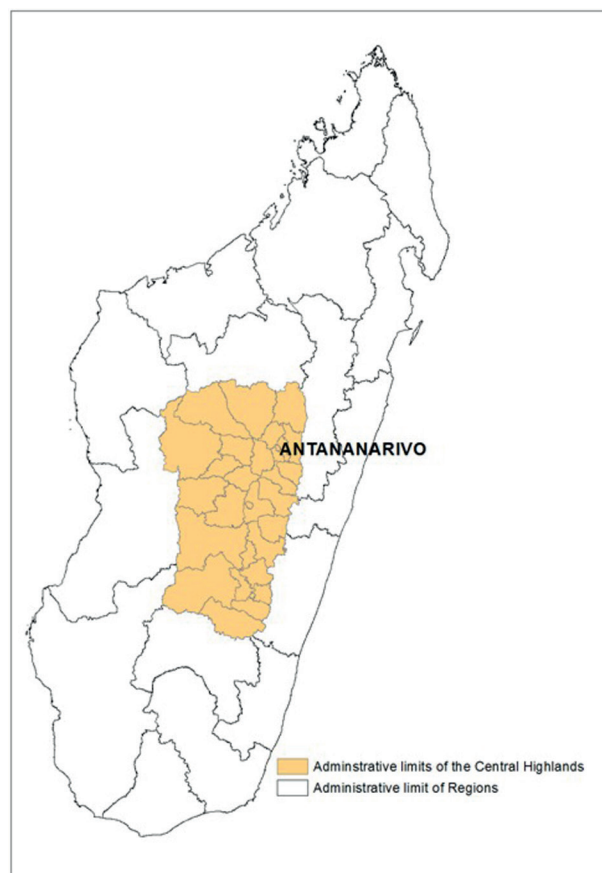 ANTANANARIVO
Adminstrative limits of the Central Highlands
Administrative limit of Regions